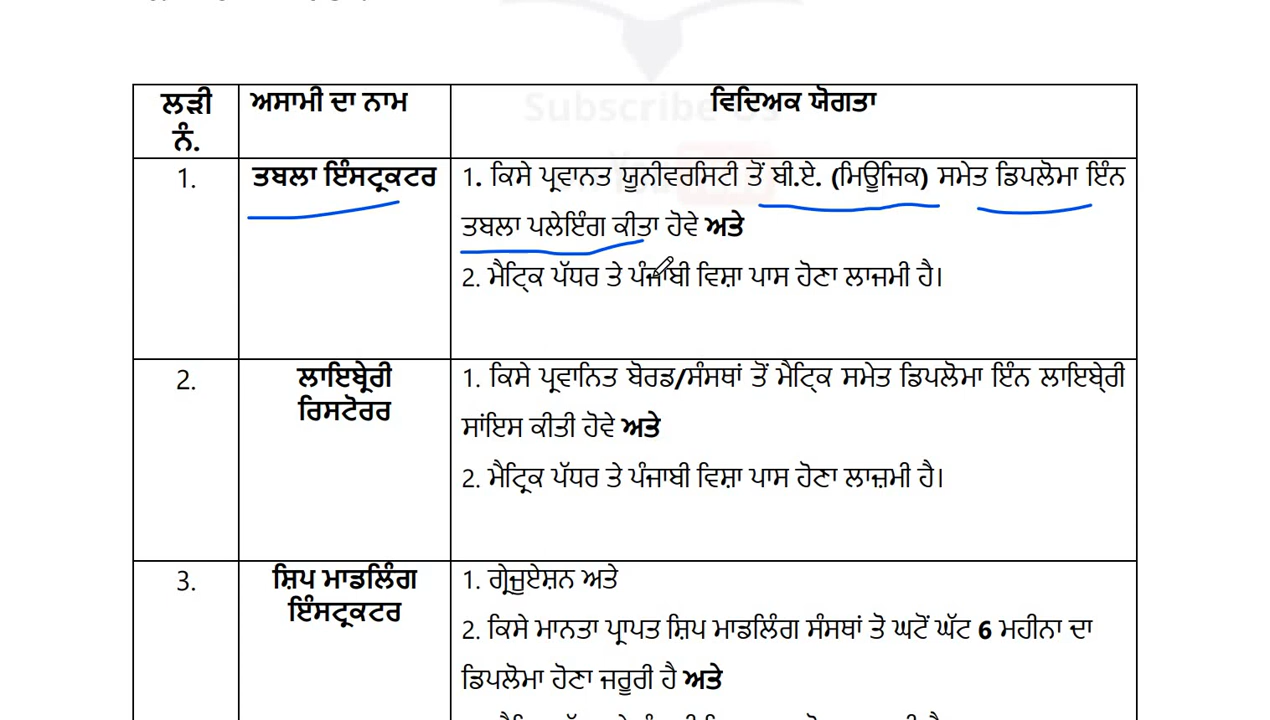 Subscribe Us
ਲੜੀ ਨੰ.
ਅਸਾਮੀ ਦਾ ਨਾਮ
ਵਿਦਿਅਕ ਯੋਗਤਾ
1.
ਤਬਲਾ ਇੰਸਟ੍ਰਕਟਰ
1. ਕਿਸੇ ਪ੍ਰਵਾਨਤ ਯੂਨੀਵਰਸਿਟੀ ਤੋਂ ਬੀ.ਏ. (ਮਿਊਜਿਕ) ਸਮੇਤ ਡਿਪਲੋਮਾ ਇੰਨ
ਤਬਲਾ ਪਲੇਇੰਗ ਕੀਤਾ ਹੋਵੇ ਅਤੇ
2. ਮੈਟ੍ਰਿਕ ਪੱਧਰ ਤੇ ਪੰਜਾਬੀ ਵਿਸ਼ਾ ਪਾਸ ਹੋਣਾ ਲਾਜਮੀ ਹੈ।
2.
ਲਾਇਬ੍ਰੇਰੀ
ਰਿਸਟੋਰਰ
1. ਕਿਸੇ ਪ੍ਰਵਾਨਿਤ ਬੋਰਡ/ਸੰਸਥਾਂ ਤੋਂ ਮੈਟ੍ਰਿਕ ਸਮੇਤ ਡਿਪਲੋਮਾ ਇੰਨ ਲਾਇਬ੍ਰੇਰੀ
ਸਾਂਇਸ ਕੀਤੀ ਹੋਵੇ ਅਤੇ
2. ਮੈਟ੍ਰਿਕ ਪੱਧਰ ਤੇ ਪੰਜਾਬੀ ਵਿਸ਼ਾ ਪਾਸ ਹੋਣਾ ਲਾਜ਼ਮੀ ਹੈ।
3.
ਸ਼ਿਪ ਮਾਡਲਿੰਗ
ਇੰਸਟ੍ਰਕਟਰ
1. ਗ੍ਰੇਜੁਏਸ਼ਨ ਅਤੇ
2. ਕਿਸੇ ਮਾਨਤਾ ਪ੍ਰਾਪਤ ਸ਼ਿਪ ਮਾਡਲਿੰਗ ਸੰਸਥਾਂ ਤੋ ਘਟੋਂ ਘੱਟ 6 ਮਹੀਨਾ ਦਾ
ਡਿਪਲੋਮਾ ਹੋਣਾ ਜਰੂਰੀ ਹੈ ਅਤੇ